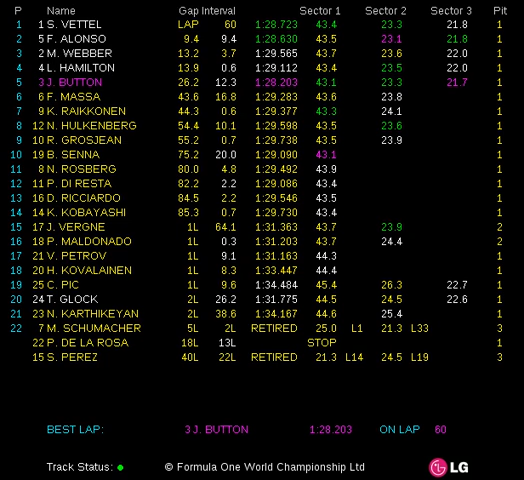 P Name Gap Interval Sector 1 Sector 2 Sector 3 Pit
1 1 S. VETTEL LAP 60 1:28.723 43.4 23.3 21.8 1
2 5 F. ALONSO 9.4 9.4 1:28.630 43.5 23.1 21.8 1
3 2 M. WEBBER 13.2 3.7 1:29.565 43.7 23.6 22.0 1
4 4 L. HAMILTON 13.9 0.6 1:29.112 43.4 23.5 22.0 1
5 3 J. BUTTON 26.2 12.3 1:28.203 43.1 23.3 21.7 1
6 6 F. MASSA 43.6 16.8 1:29.283 43.6 23.8 1
7 9 K. RAIKKONEN 44.3 0.6 1:29.377 43.3 24.1 1
8 12 N. HULKENBERG 54.4 10.1 1:29.598 43.5 23.6 1
9 10 R. GROSJEAN 55.2 0.7 1:29.738 43.5 23.9 1
10 19 B. SENNA 75.2 20.0 1:29.090 43.1 1
11 8 N. ROSBERG 80.0 4.8 1:29.492 43.9 1
12 11 P. DI RESTA 82.2 2.2 1:29.086 43.4 1
13 16 D. RICCIARDO 84.5 2.2 1:29.546 43.5 1
14 14 K. KOBAYASHI 85.3 0.7 1:29.730 43.4 1
15 17 J. VERGNE 1L 64.1 1:31.363 43.7 23.9 2
16 18 P. MALDONADO 1L 0.3 1:31.203 43.7 24.4 2
17 21 V. PETROV 1L 9.1 1:31.163 44.3 1
18 20 H. KOVALAINEN 1L 8.3 1:33.447 44.4 1
19 25 C. PIC 1L 9.6 1:34.484 45.4 26.3 22.7 1
20 24 T. GLOCK 2L 26.2 1:31.775 44.5 24.5 22.6 1
21 23 N. KARTHIKEYAN 2L 38.6 1:34.167 44.6 25.4 1
22 7 M. SCHUMACHER 5L 2L RETIRED 25.0 L1 21.3 L33 3
22 P. DE LA ROSA 18L 13L STOP 1
15 S. PEREZ 40L 22L RETIRED 21.3 L14 24.5 L19 3
BEST LAP: 3 J. BUTTON 1:28.203 ON LAP 60
Track Status: © Formula One World Championship Ltd LG